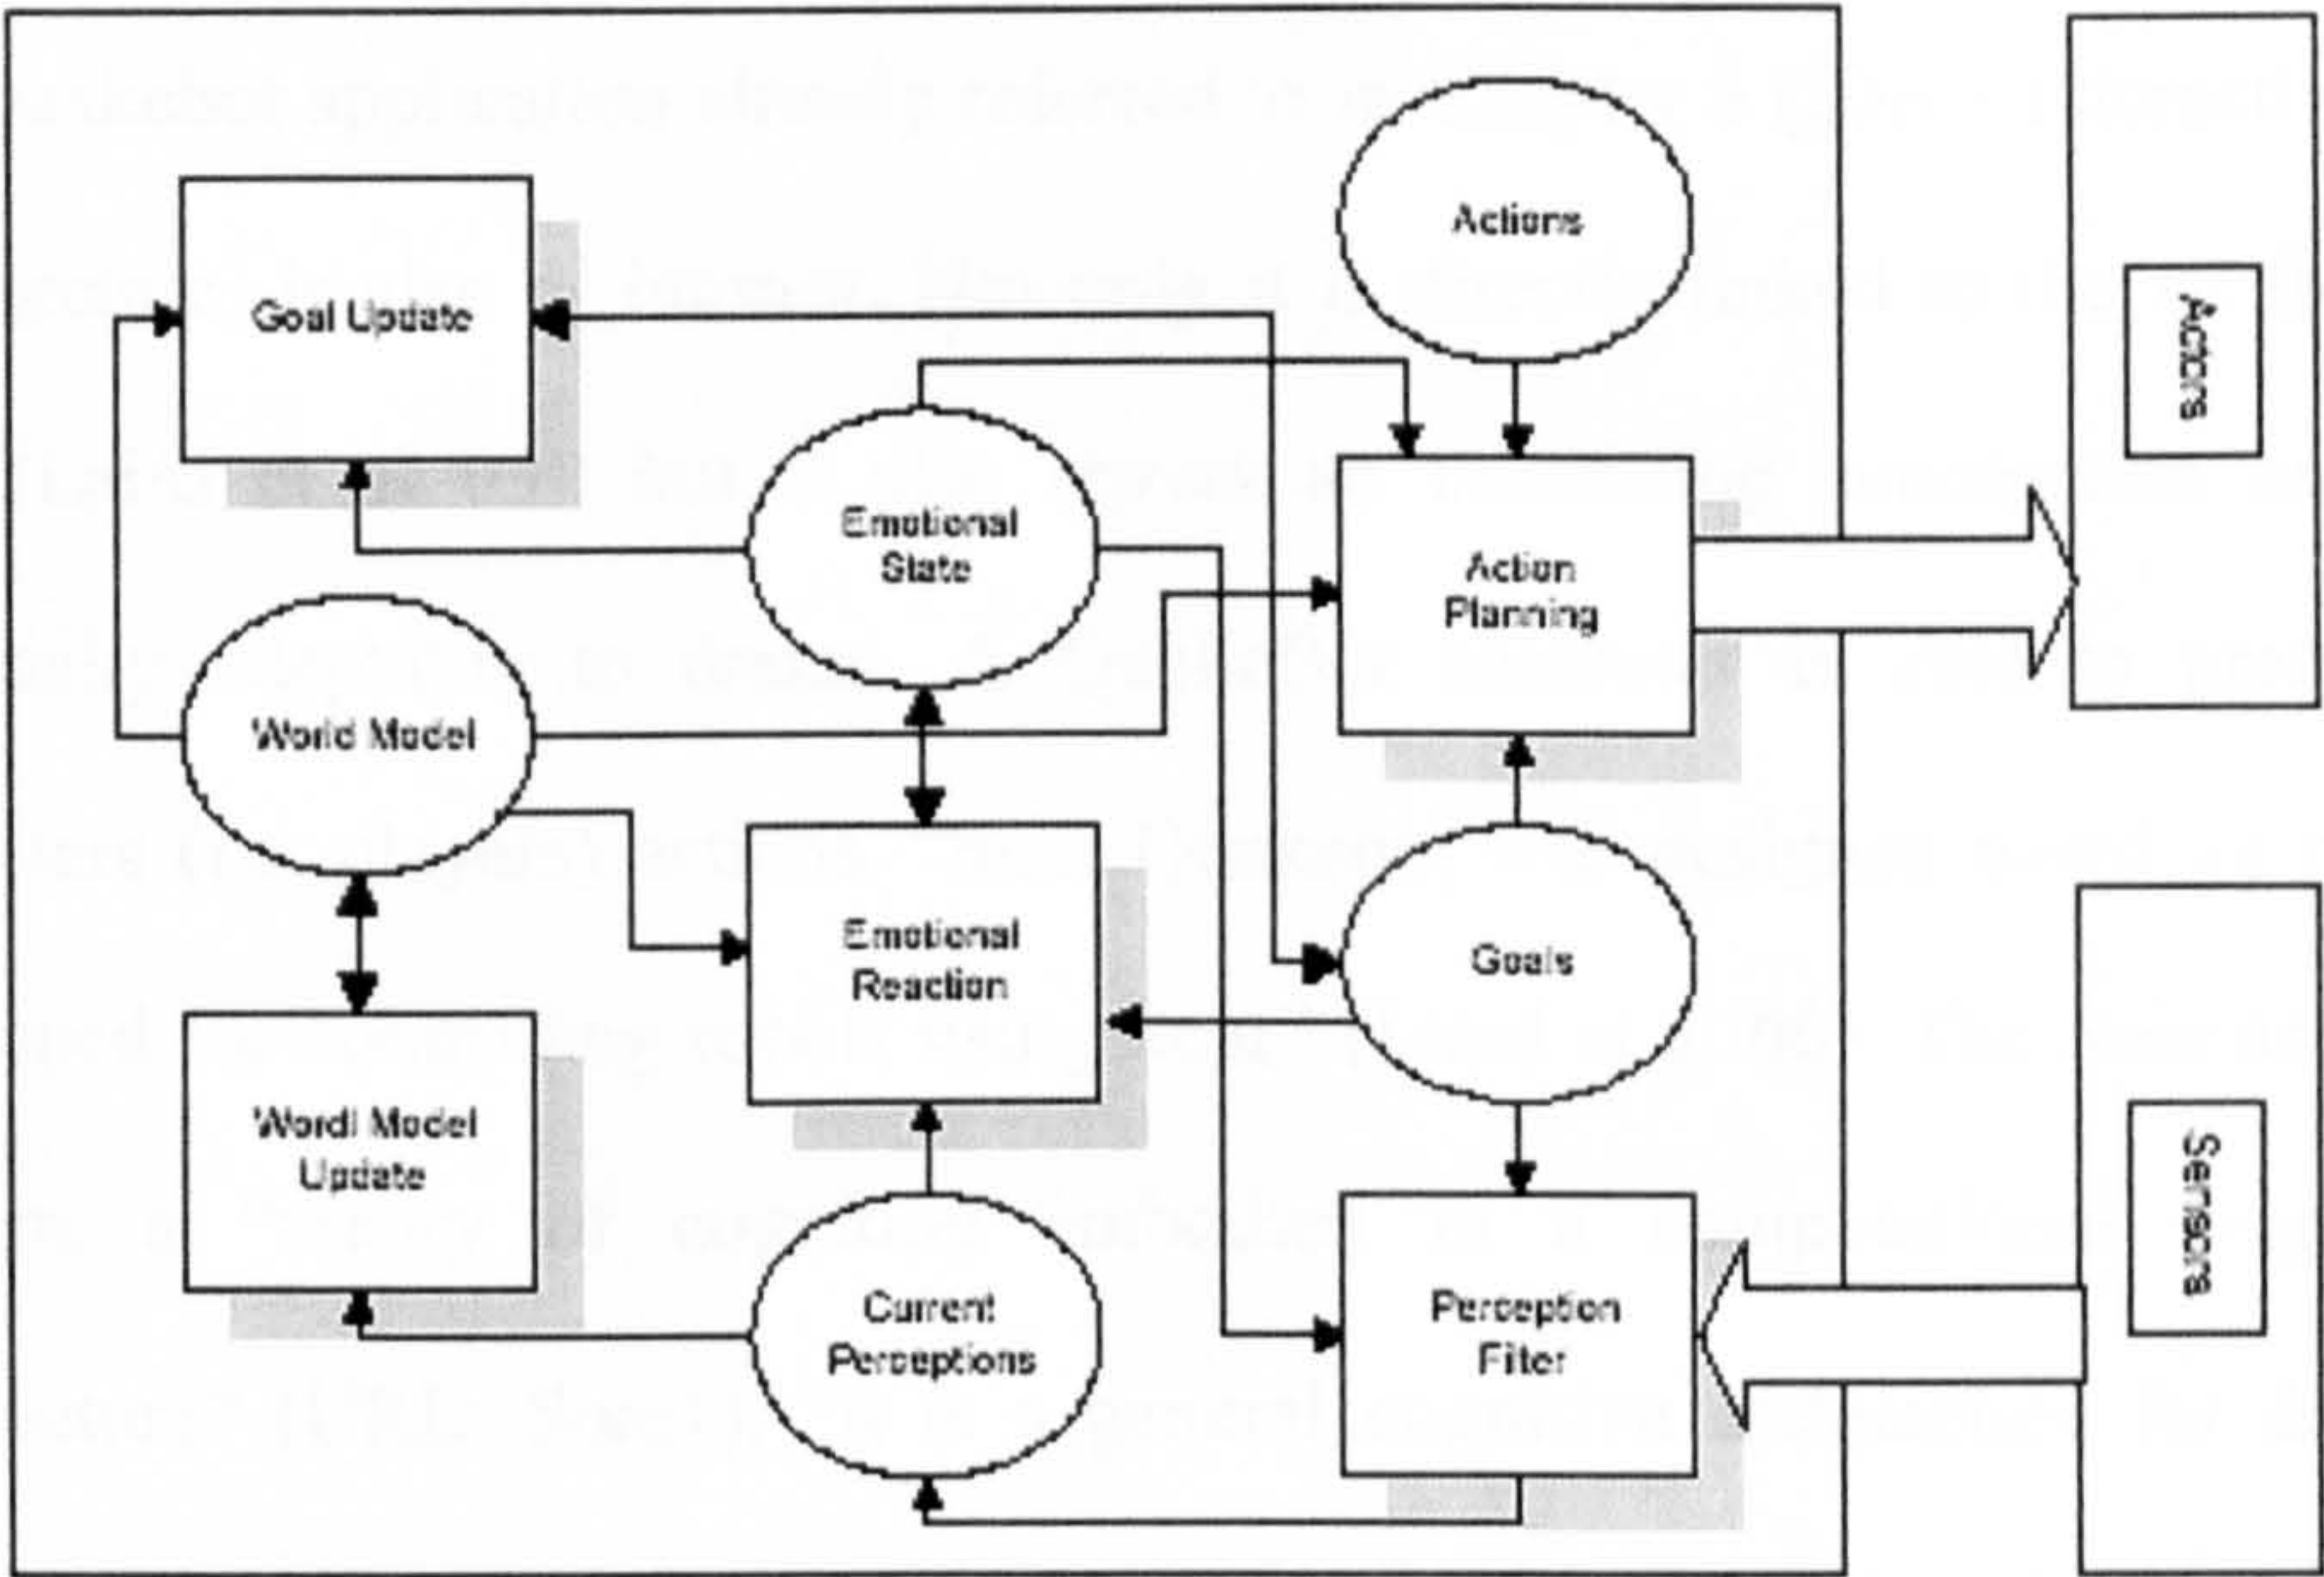 Actions
Actors
Goal Update
Emotional
State
Action
Planning
World Model
Emotional
Reaction
Goals
Wordl Model
Update
Current
Perceptions
Perception
Filter
Sensors